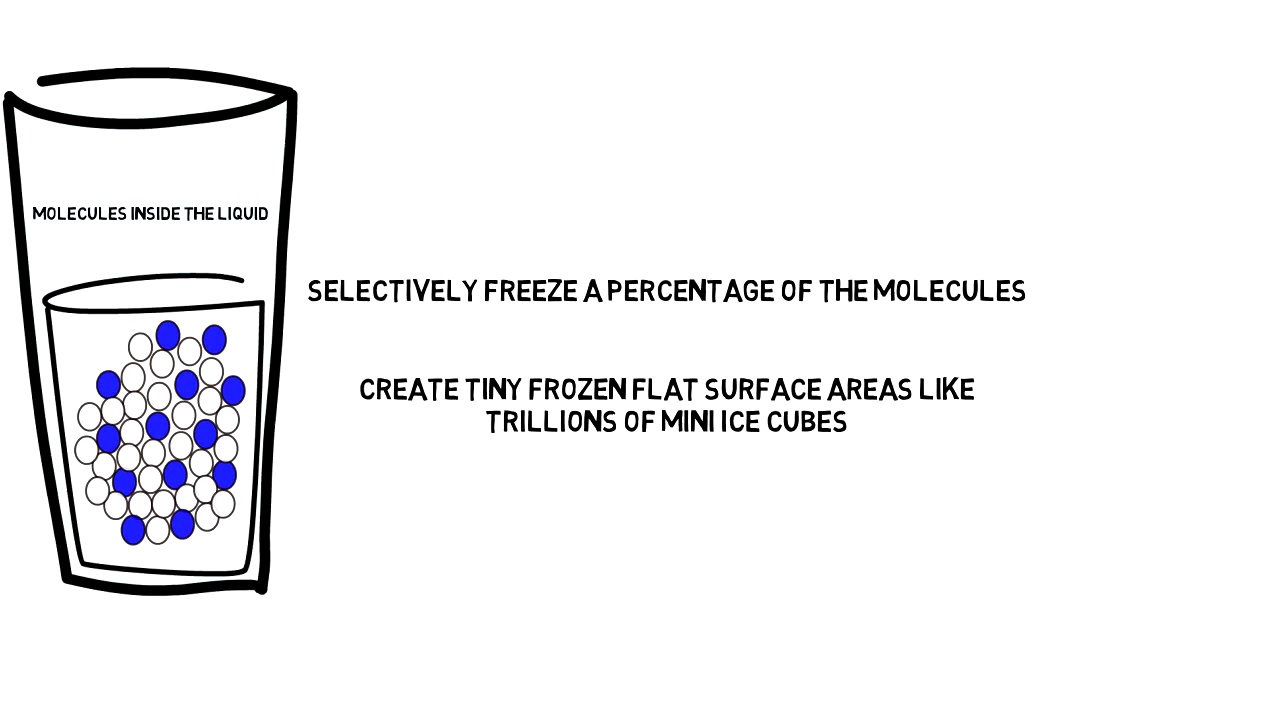 MOLECULES INSIDE THE LIQUID
SELECTIVELY FREEZE A PERCENTAGE OF THE MOLECULES
CREATE TINY FROZEN FLAT SURFACE AREAS LIKE
TRILLIONS OF MINI ICE CUBES